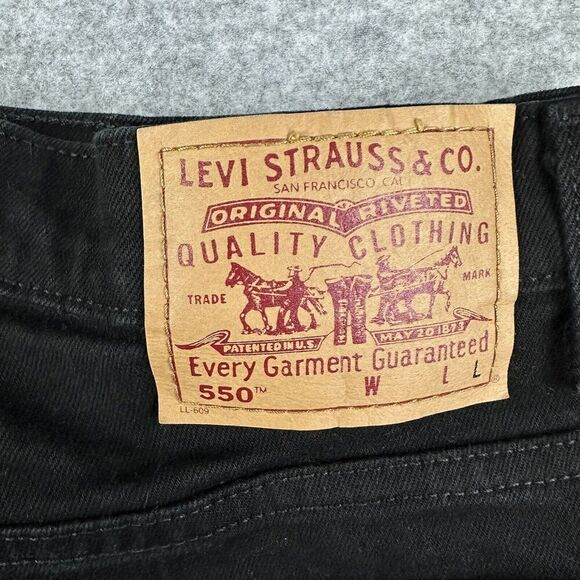 LEVI STRAUSS & CO.
SAN FRANCISCO, CAL.
ORIGINAL RIVETED
QUALITY CLOTHING
TRADE MARK
PATENTED IN U.S. MAY 20 1873
Every Garment Guaranteed
550™ W L L
LL-609 ®